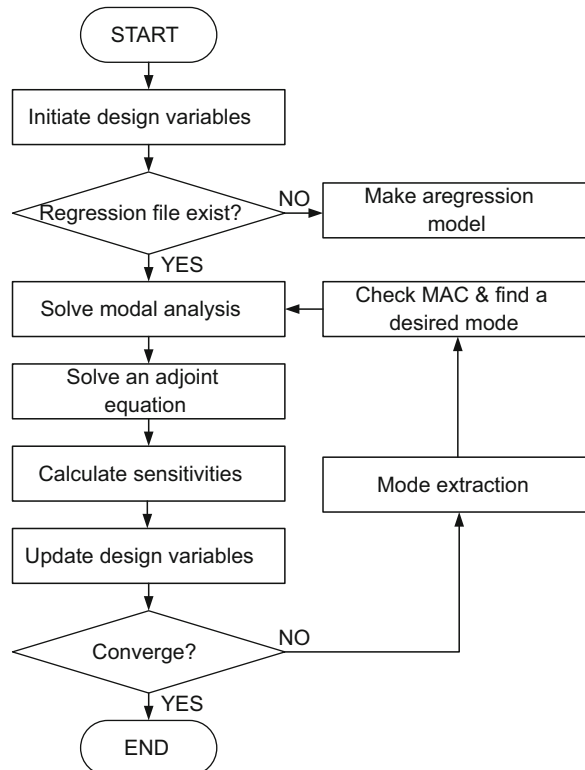 START
Initiate design variables
Regression file exist?
NO
Make aregression
model
YES
Solve modal analysis
Check MAC & find a
desired mode
Solve an adjoint
equation
Calculate sensitivities
Mode extraction
Update design variables
Converge?
NO
YES
END